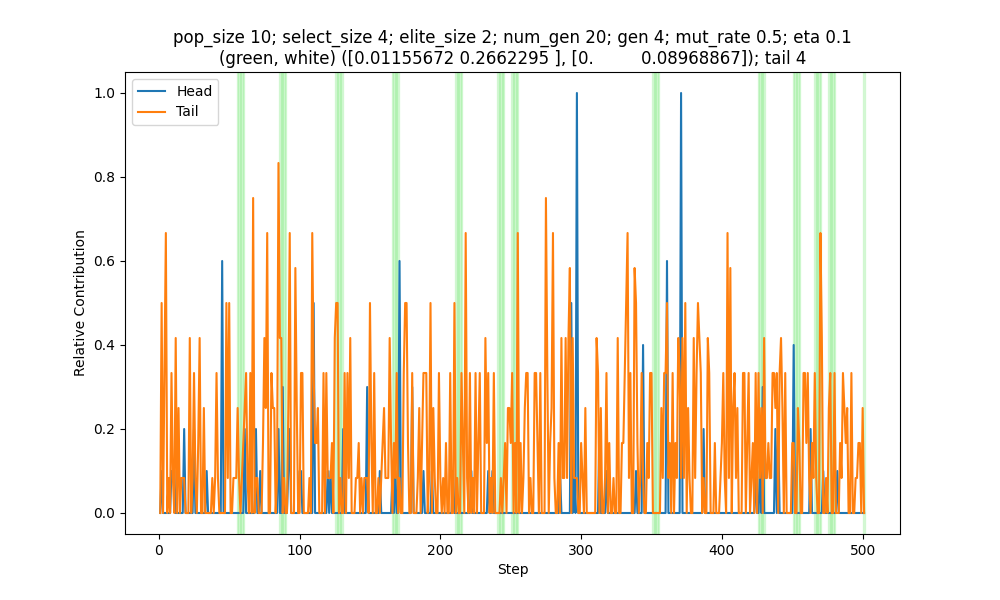 pop_size 10; select_size 4; elite_size 2; num_gen 20; gen 4; mut_rate 0.5; eta 0.1
(green, white) ([0.01155672 0.2662295 ], [0.         0.08968867]); tail 4
Head
Tail
1.0
0.8
0.6
0.4
0.2
0.0
Relative Contribution
0 100 200 300 400 500
Step